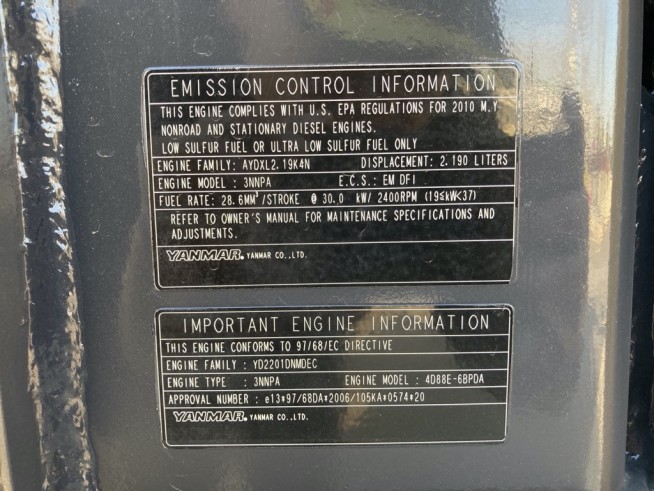 EMISSION CONTROL INFORMATION
THIS ENGINE COMPLIES WITH U.S. EPA REGULATIONS FOR 2010 M.Y
NONROAD AND STATIONARY DIESEL ENGINES.
LOW SULFUR FUEL OR ULTRA LOW SULFUR FUEL ONLY
ENGINE FAMILY: AYDXL2.19K4N DISPLACEMENT: 2.190 LITERS
ENGINE MODEL : 3NNPA E.C.S.: EM DFI
FUEL RATE: 28.6MM³/STROKE @ 30.0 kW/ 2400RPM (19≤kW<37)
REFER TO OWNER'S MANUAL FOR MAINTENANCE SPECIFICATIONS AND
ADJUSTMENTS.
YANMAR. YANMAR CO.,LTD.
IMPORTANT ENGINE INFORMATION
THIS ENGINE CONFORMS TO 97/68/EC DIRECTIVE
ENGINE FAMILY : YD2201DNMDEC
ENGINE TYPE : 3NNPA ENGINE MODEL : 4D88E-6BPDA
APPROVAL NUMBER : e13*97/68DA*2006/105KA*0574*20
YANMAR. YANMAR CO.,LTD.